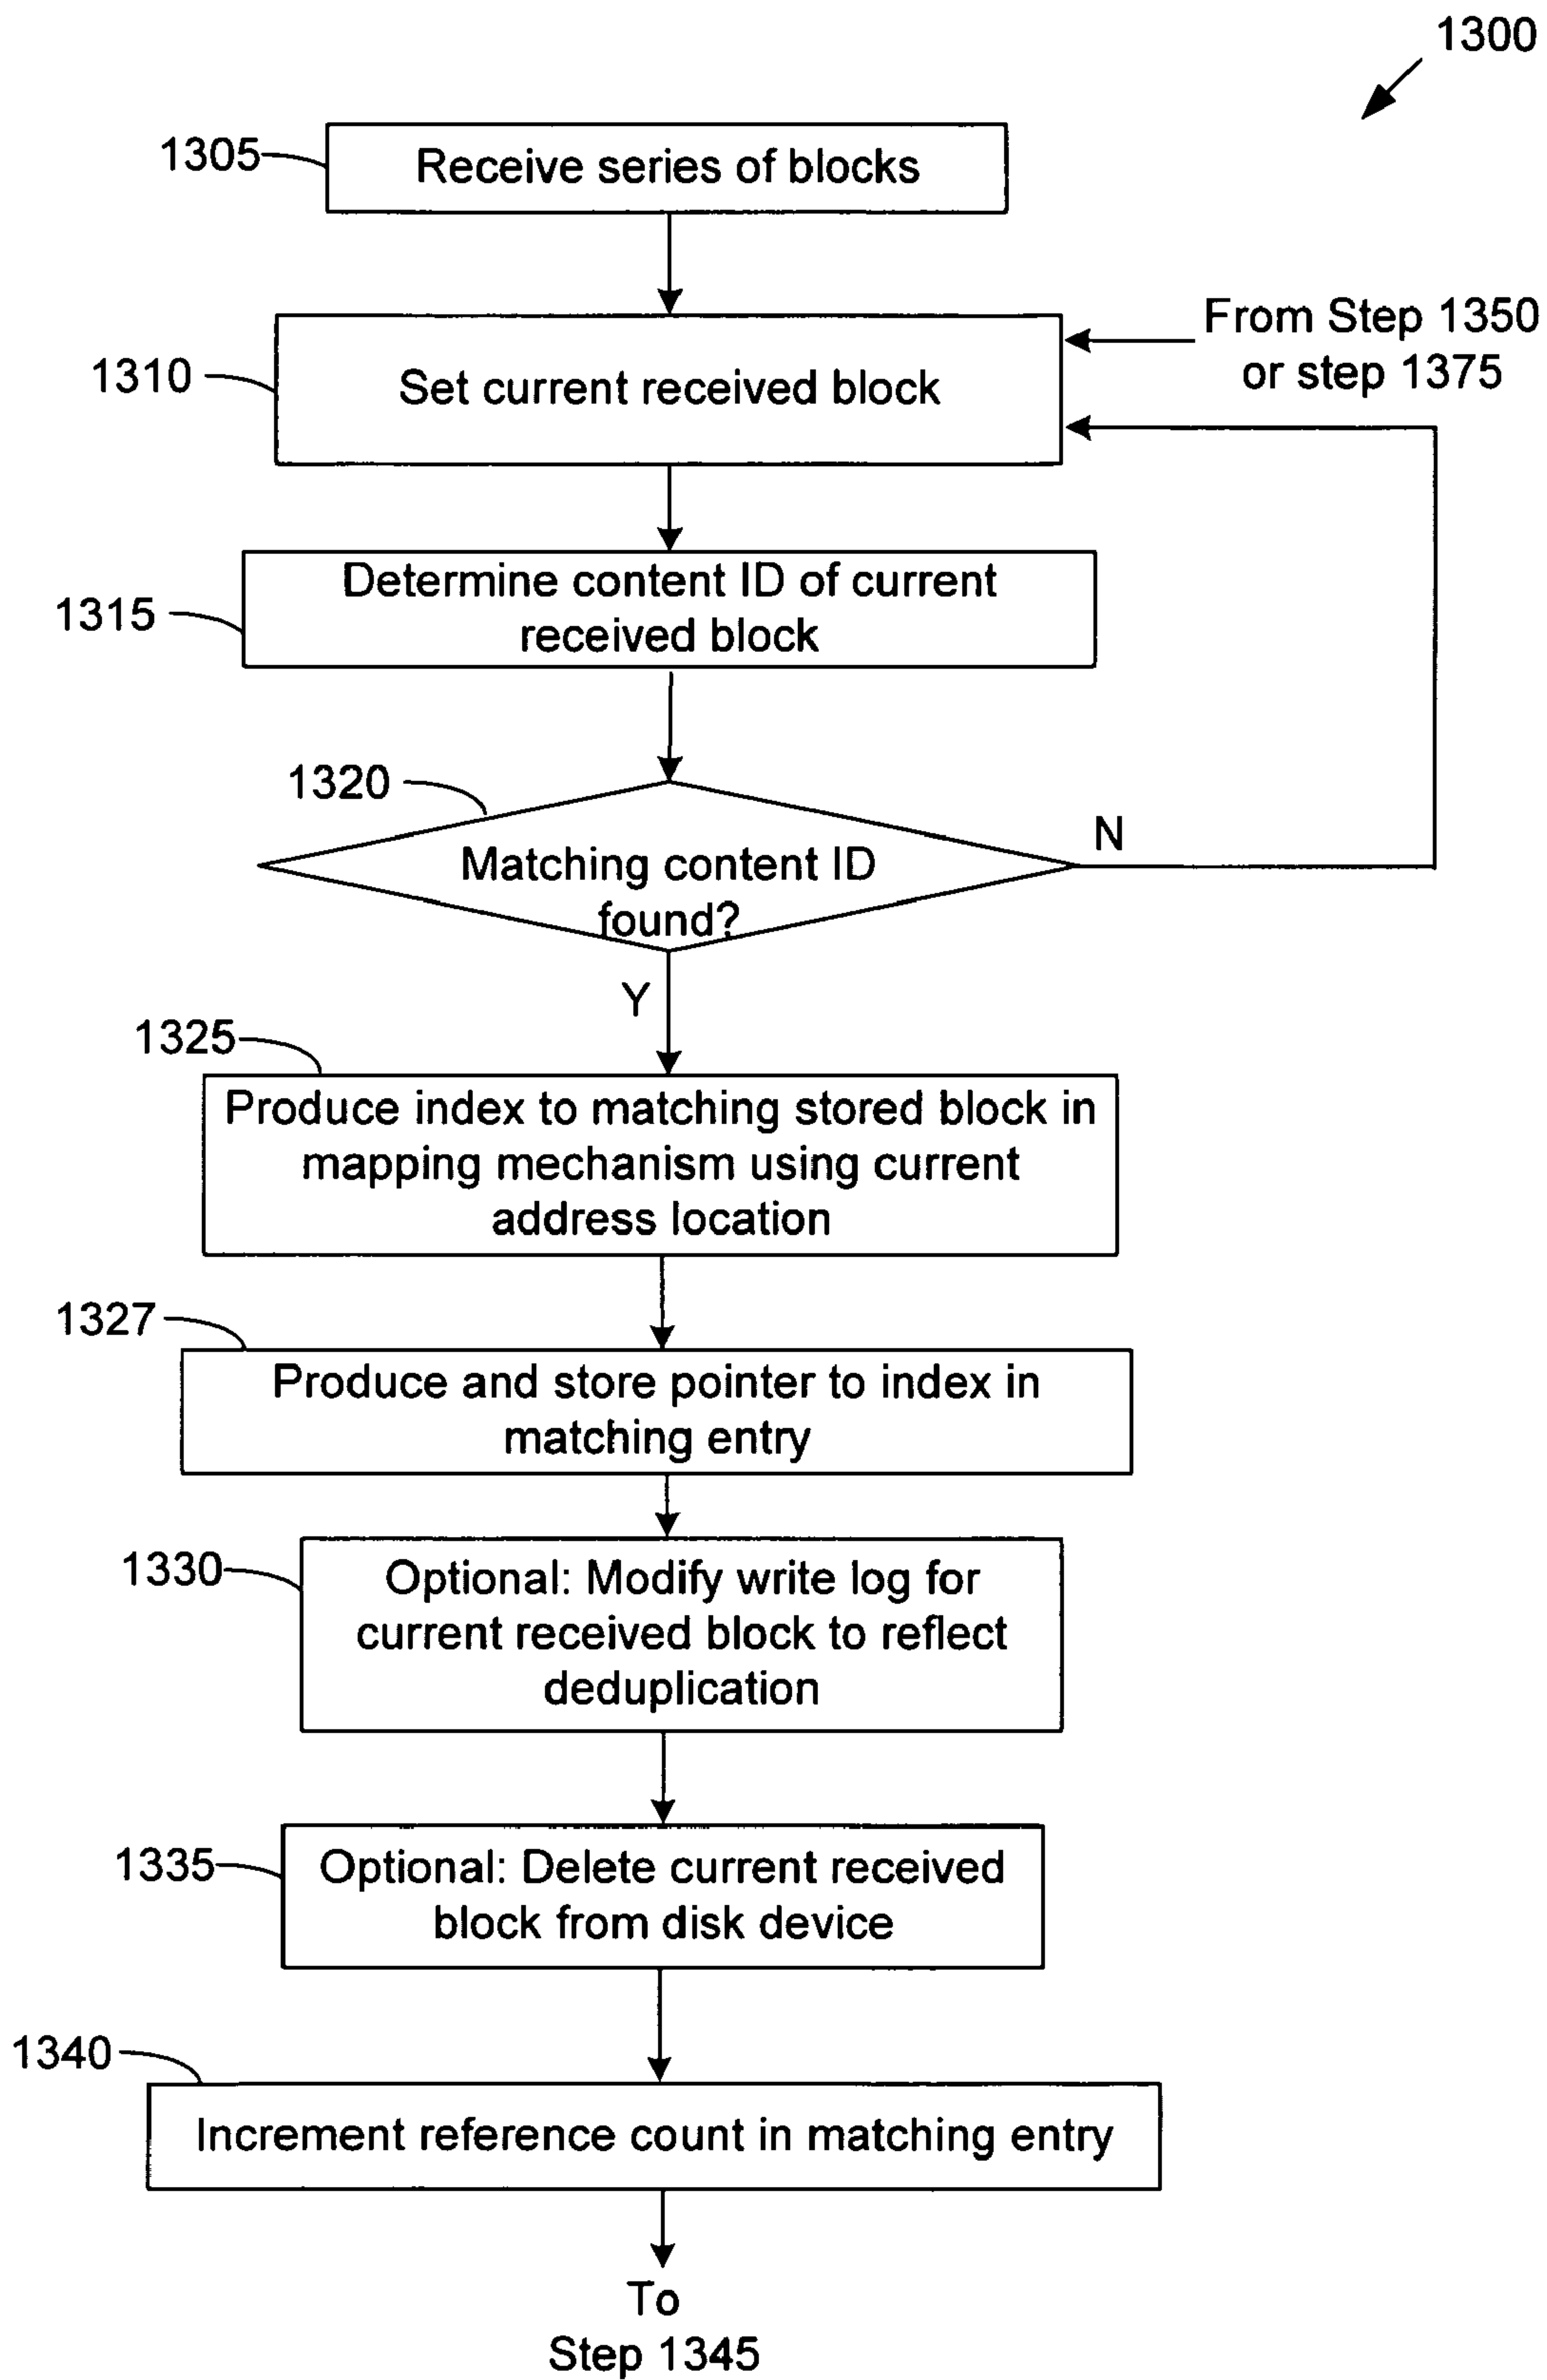 1300
1305
Receive series of blocks
From Step 1350
or step 1375
1310
Set current received block
1315
Determine content ID of current
received block
1320
Matching content ID
found?
N
Y
1325
Produce index to matching stored block in
mapping mechanism using current
address location
1327
Produce and store pointer to index in
matching entry
1330
Optional: Modify write log for
current received block to reflect
deduplication
1335
Optional: Delete current received
block from disk device
1340
Increment reference count in matching entry
To
Step 1345